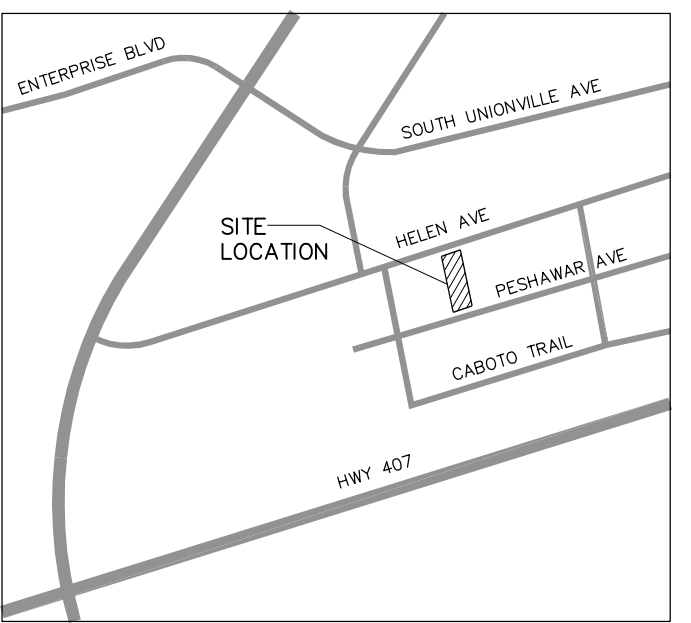 ENTERPRISE BLVD
SOUTH UNIONVILLE AVE
SITE
LOCATION
HELEN AVE
PESHAWAR AVE
CABOTO TRAIL
HWY 407